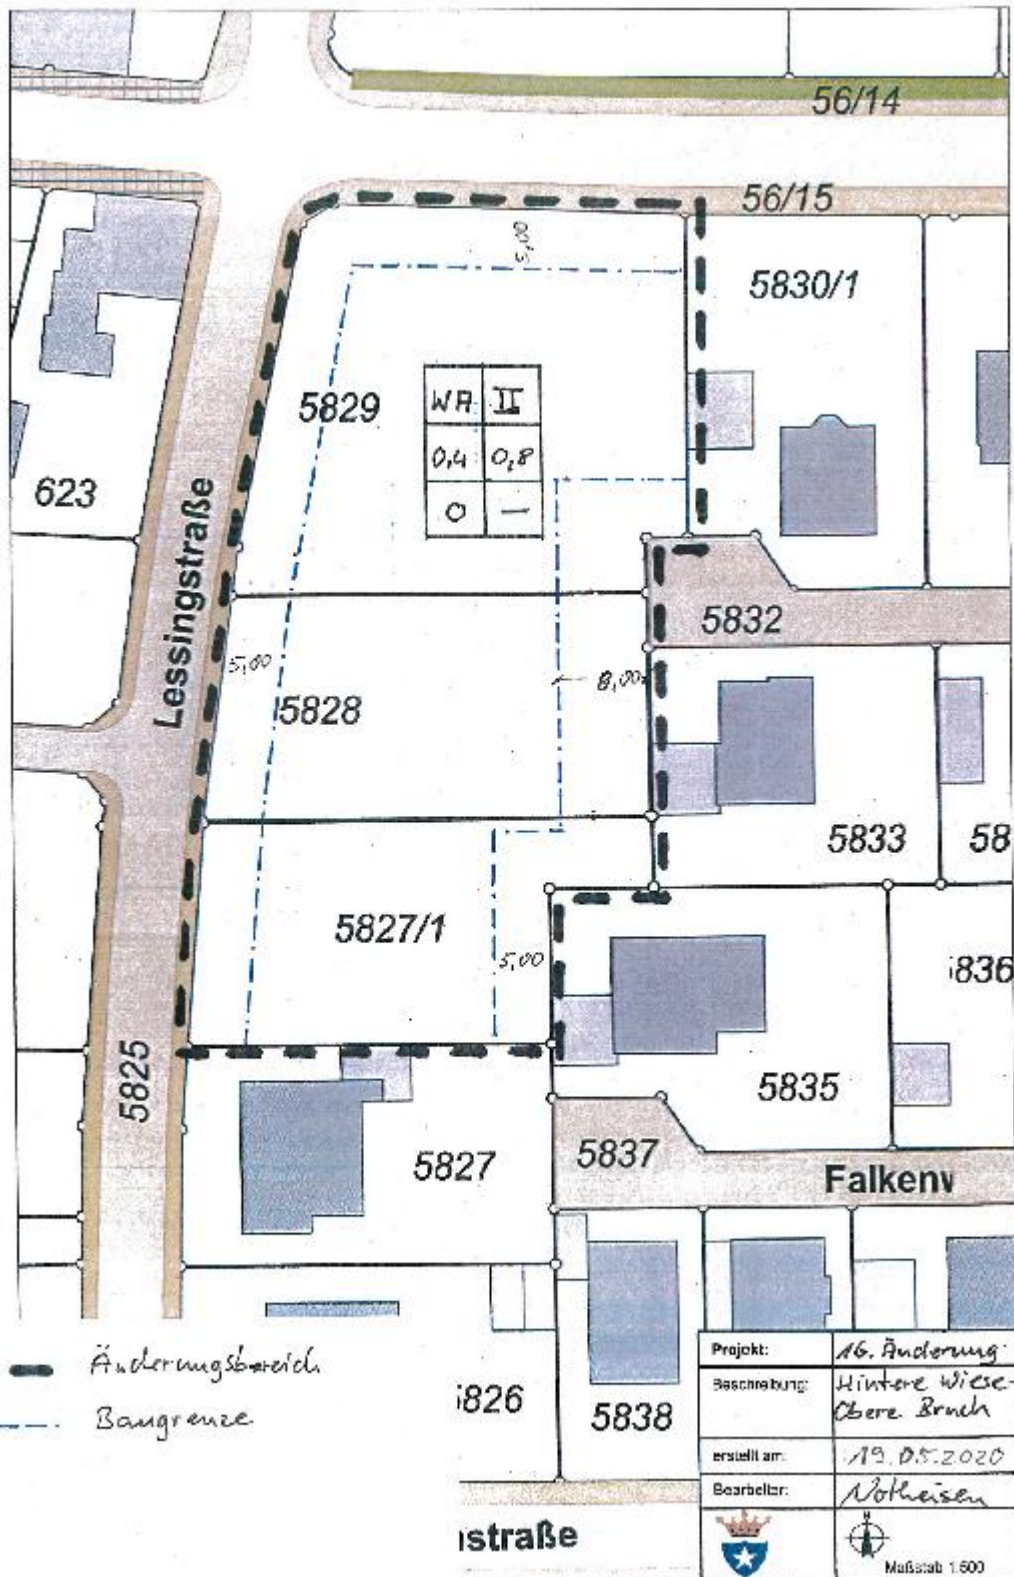 56/14
56/15
5,00
5830/1
5829
WA II
0,4 0,8
O —
623
Lessingstraße
5832
5,00
8,00
5828
5833
58
5827/1
5,00
5836
5825
5835
5827
5837
Falkenw
Änderungsbereich
Baugrenze
5826
5838
Projekt: 16. Änderung
Beschreibung: Hintere Wiese-
Obere Bruch
erstellt am: 19.05.2020
Bearbeiter: Notheisen
straße
Maßstab 1:500